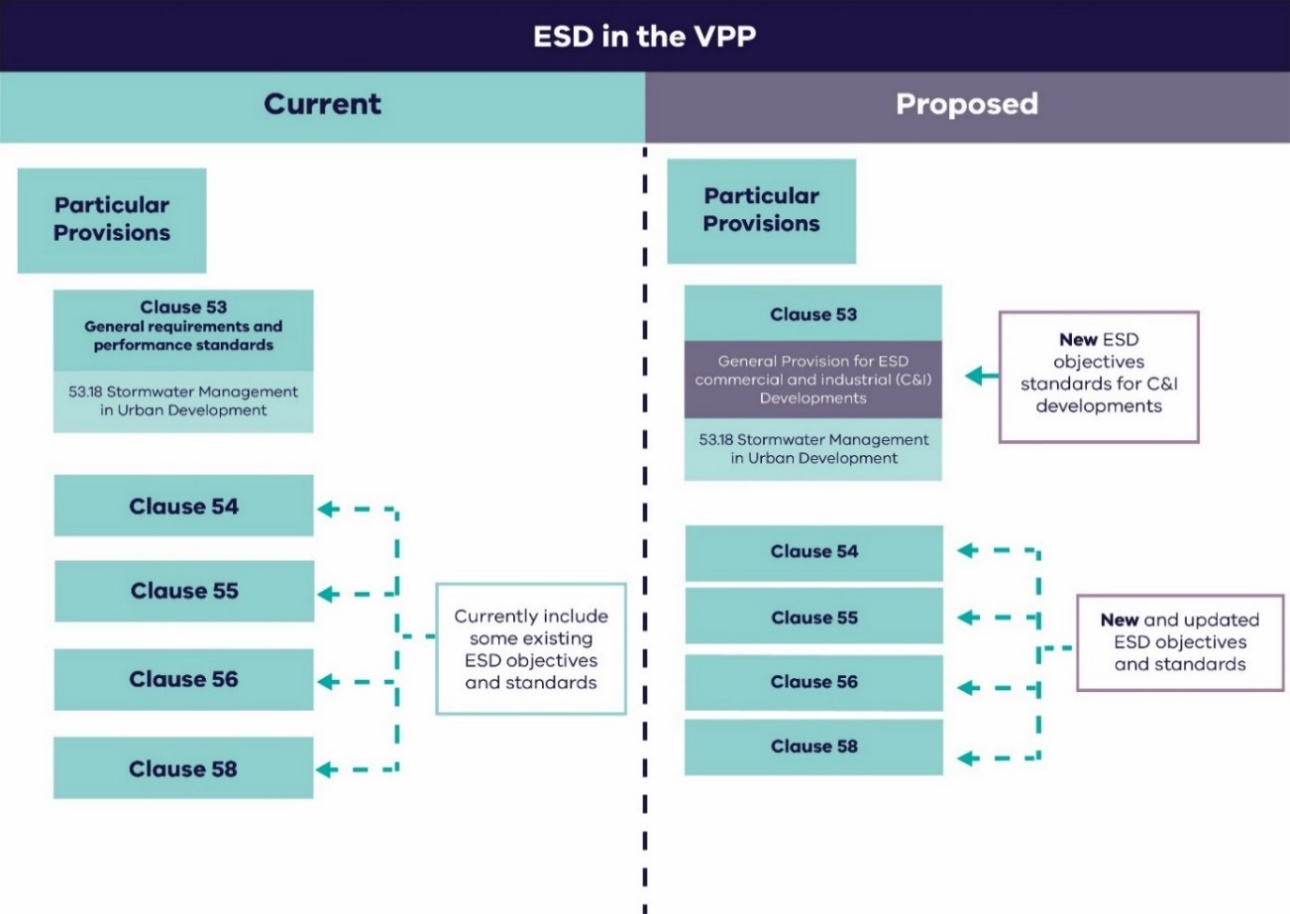 ESD in the VPP
Current
Particular
Provisions
Clause 53
General requirements and
performance standards
53.18 Stormwater Management
in Urban Development
Clause 54
Clause 55
Clause 56
Clause 58
Currently include
some existing
ESD objectives
and standards
Proposed
Particular
Provisions
Clause 53
General Provision for ESD
commercial and industrial (C&I)
Developments
53.18 Stormwater Management
in Urban Development
New ESD
objectives
standards for C&I
developments
Clause 54
Clause 55
Clause 56
Clause 58
New and updated
ESD objectives
and standards